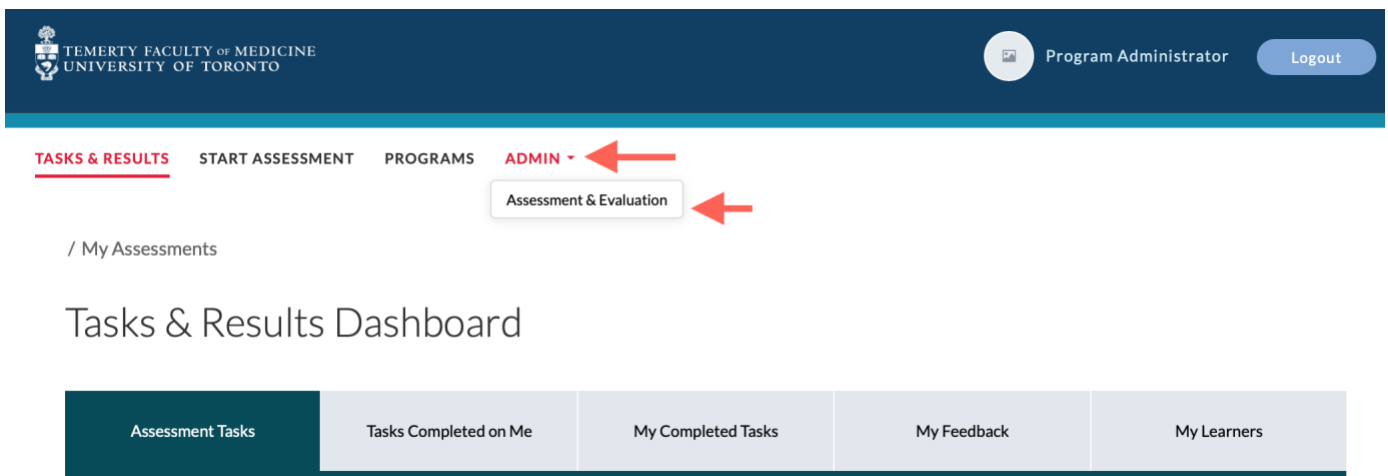 TEMERTY FACULTY OF MEDICINE
UNIVERSITY OF TORONTO
Program Administrator
Logout
TASKS & RESULTS START ASSESSMENT PROGRAMS ADMIN
Assessment & Evaluation
/ My Assessments
Tasks & Results Dashboard
Assessment Tasks Tasks Completed on Me My Completed Tasks My Feedback My Learners